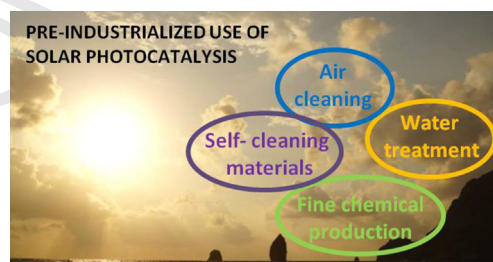 PRE-INDUSTRIALIZED USE OF
SOLAR PHOTOCATALYSIS
Air
cleaning
Water
treatment
Self- cleaning
materials
Fine chemical
production